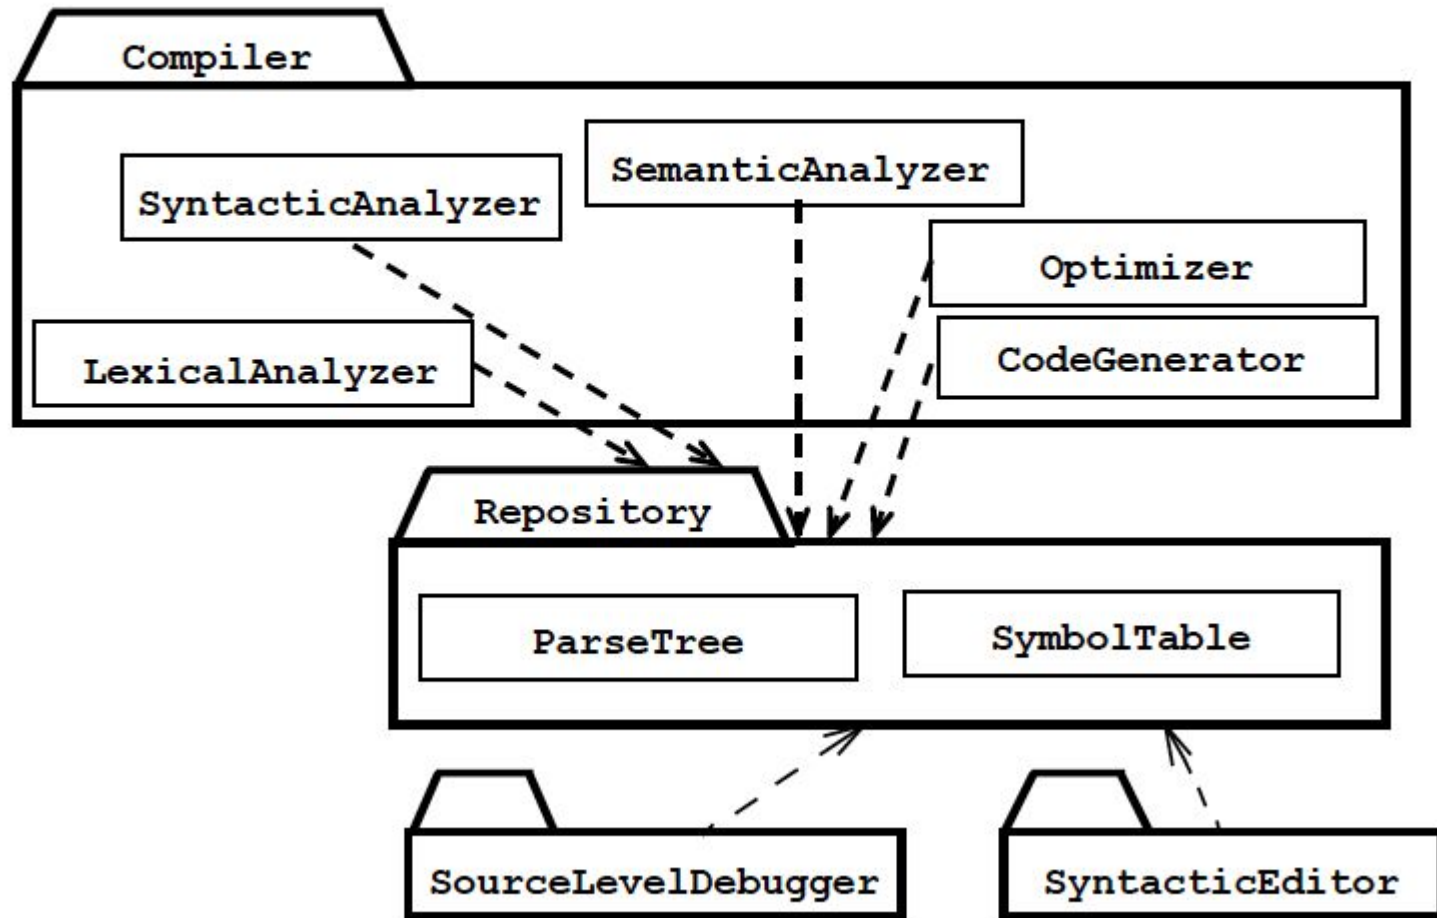 Compiler
SemanticAnalyzer
SyntacticAnalyzer
Optimizer
LexicalAnalyzer
CodeGenerator
Repository
ParseTree
SymbolTable
SourceLevelDebugger
SyntacticEditor